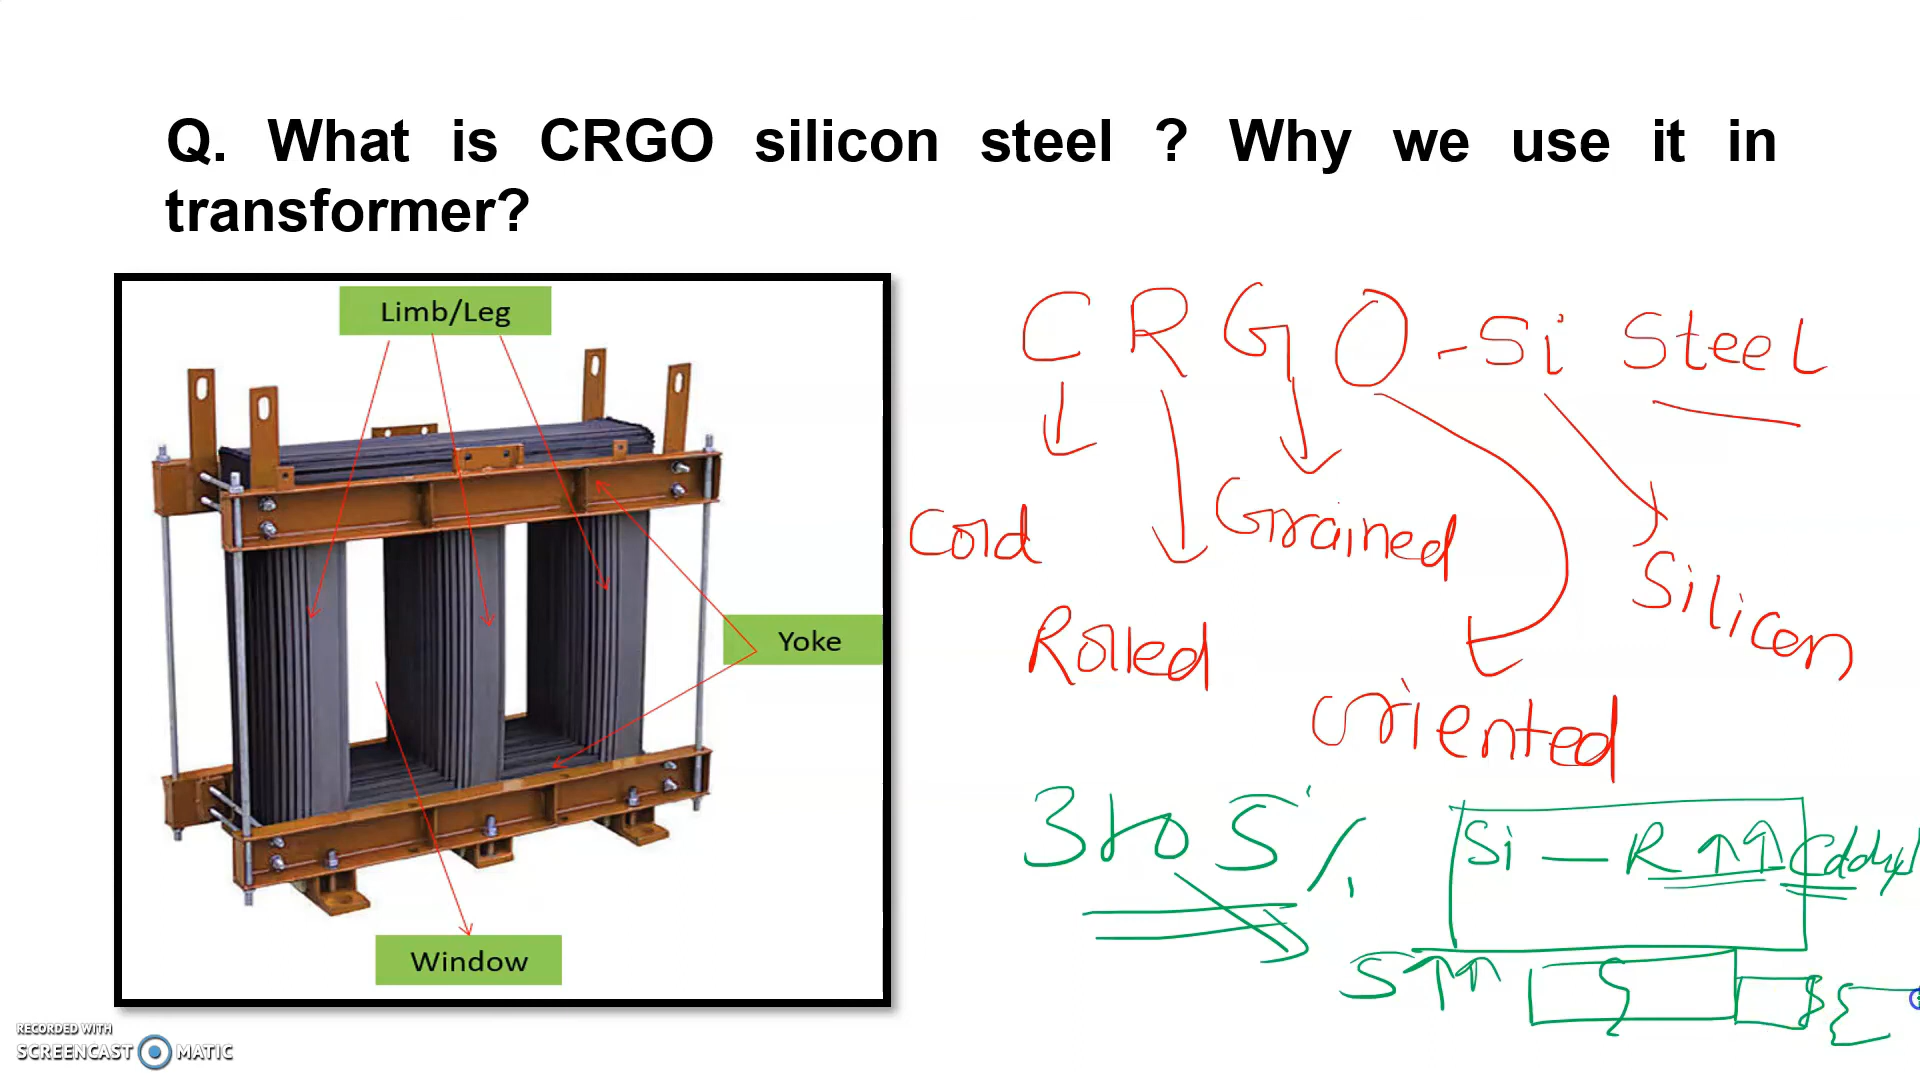 Q. What is CRGO silicon steel ? Why we use it in
transformer?
Limb/Leg
Yoke
Window
C R G O - Si Steel
Cold
Rolled
Grained
oriented
Silicon
3 to 5 %
Si — R ↑↑ Eddy
S ↑↑
RECORDED WITH
SCREENCAST MATIC